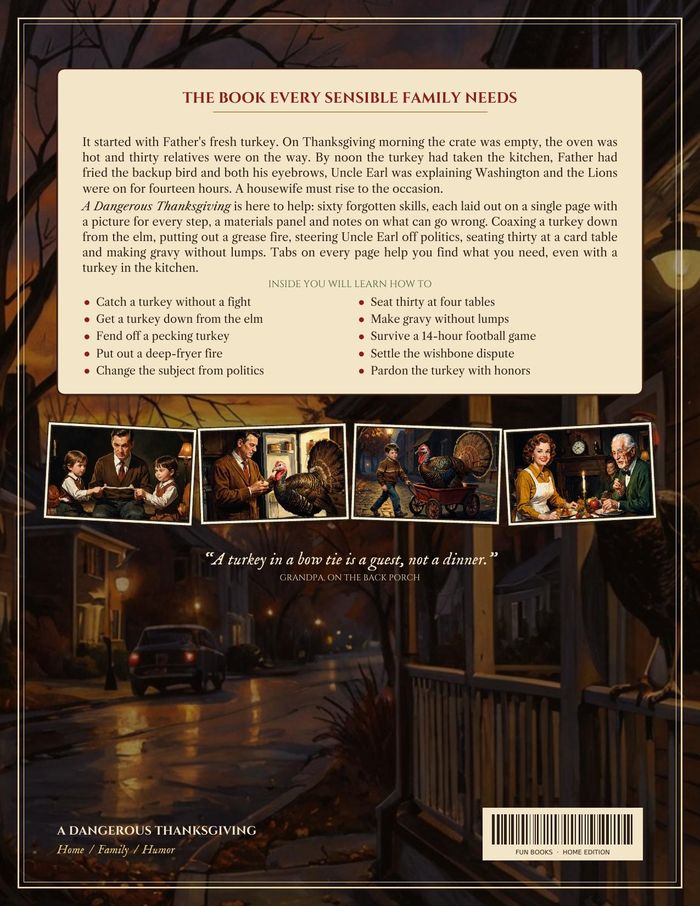 THE BOOK EVERY SENSIBLE FAMILY NEEDS
It started with Father's fresh turkey. On Thanksgiving morning the crate was empty, the oven was
hot and thirty relatives were on the way. By noon the turkey had taken the kitchen, Father had
fried the backup bird and both his eyebrows, Uncle Earl was explaining Washington and the Lions
were on for fourteen hours. A housewife must rise to the occasion.
A Dangerous Thanksgiving is here to help: sixty forgotten skills, each laid out on a single page with
a picture for every step, a materials panel and notes on what can go wrong. Coaxing a turkey down
from the elm, putting out a grease fire, steering Uncle Earl off politics, seating thirty at a card table
and making gravy without lumps. Tabs on every page help you find what you need, even with a
turkey in the kitchen.
INSIDE YOU WILL LEARN HOW TO
• Catch a turkey without a fight
• Get a turkey down from the elm
• Fend off a pecking turkey
• Put out a deep-fryer fire
• Change the subject from politics
• Seat thirty at four tables
• Make gravy without lumps
• Survive a 14-hour football game
• Settle the wishbone dispute
• Pardon the turkey with honors
“A turkey in a bow tie is a guest, not a dinner.”
GRANDPA, ON THE BACK PORCH
A DANGEROUS THANKSGIVING
Home / Family / Humor
FUN BOOKS · HOME EDITION